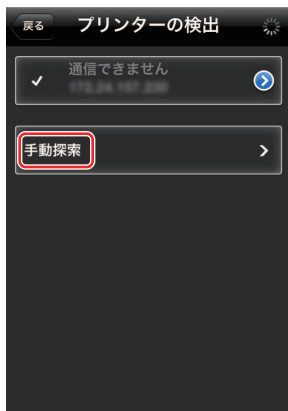 戻る
プリンターの検出
通信できません
手動探索